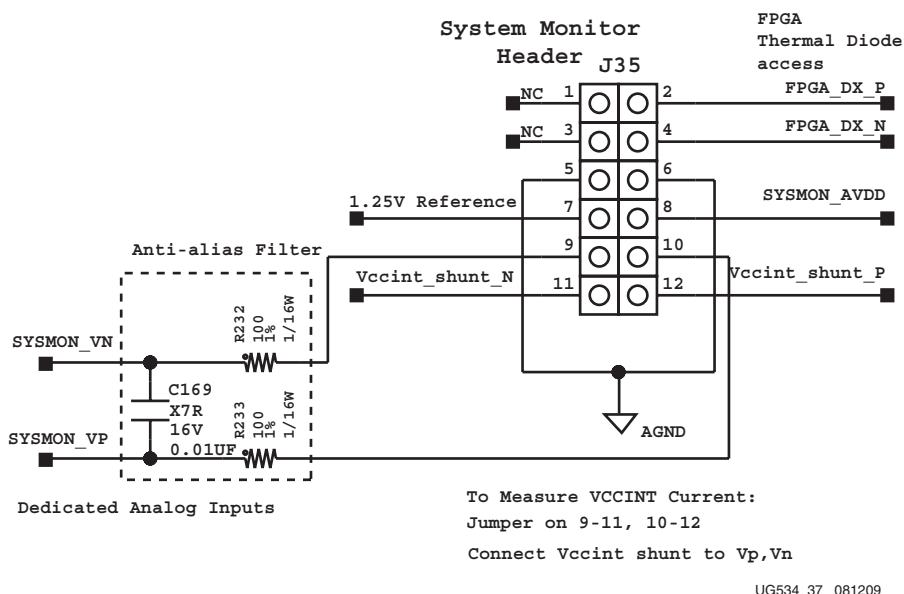 System Monitor
Header
J35
FPGA
Thermal Diode
access
NC 1
2 FPGA_DX_P
NC 3
4 FPGA_DX_N
5
6
1.25V Reference 7
8 SYSMON_AVDD
9
10
Vccint_shunt_N 11
12 Vccint_shunt_P
Anti-alias Filter
R232
100
1%
1/16W
SYSMON_VN
C169
X7R
16V
0.01UF
R233
100
1%
1/16W
SYSMON_VP
AGND
Dedicated Analog Inputs
To Measure VCCINT Current:
Jumper on 9-11, 10-12
Connect Vccint shunt to Vp,Vn
UG534_37_081209